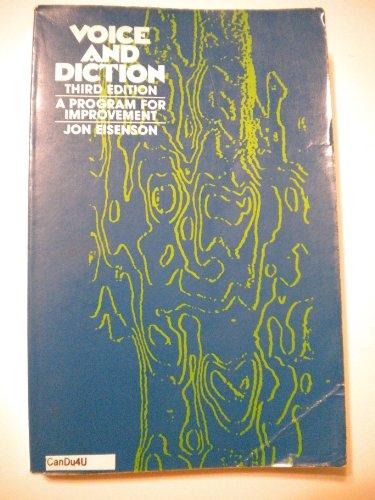 VOICE
AND
DICTION
THIRD EDITION
A PROGRAM FOR
IMPROVEMENT
JON EISENSON
CanDu4U